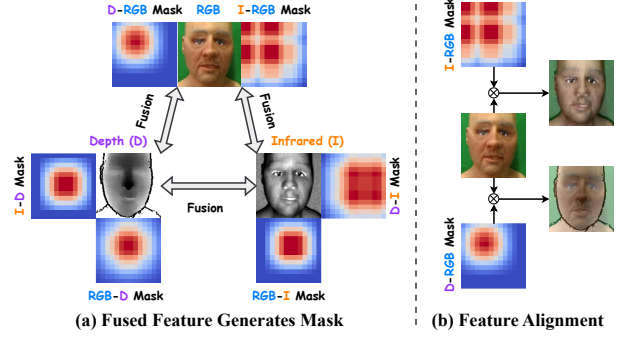 D-RGB Mask RGB I-RGB Mask
Fusion
Fusion
Depth (D)
Infrared (I)
I-D Mask
Fusion
D-I Mask
RGB-D Mask
RGB-I Mask
(a) Fused Feature Generates Mask
I-RGB Mask
D-RGB Mask
(b) Feature Alignment